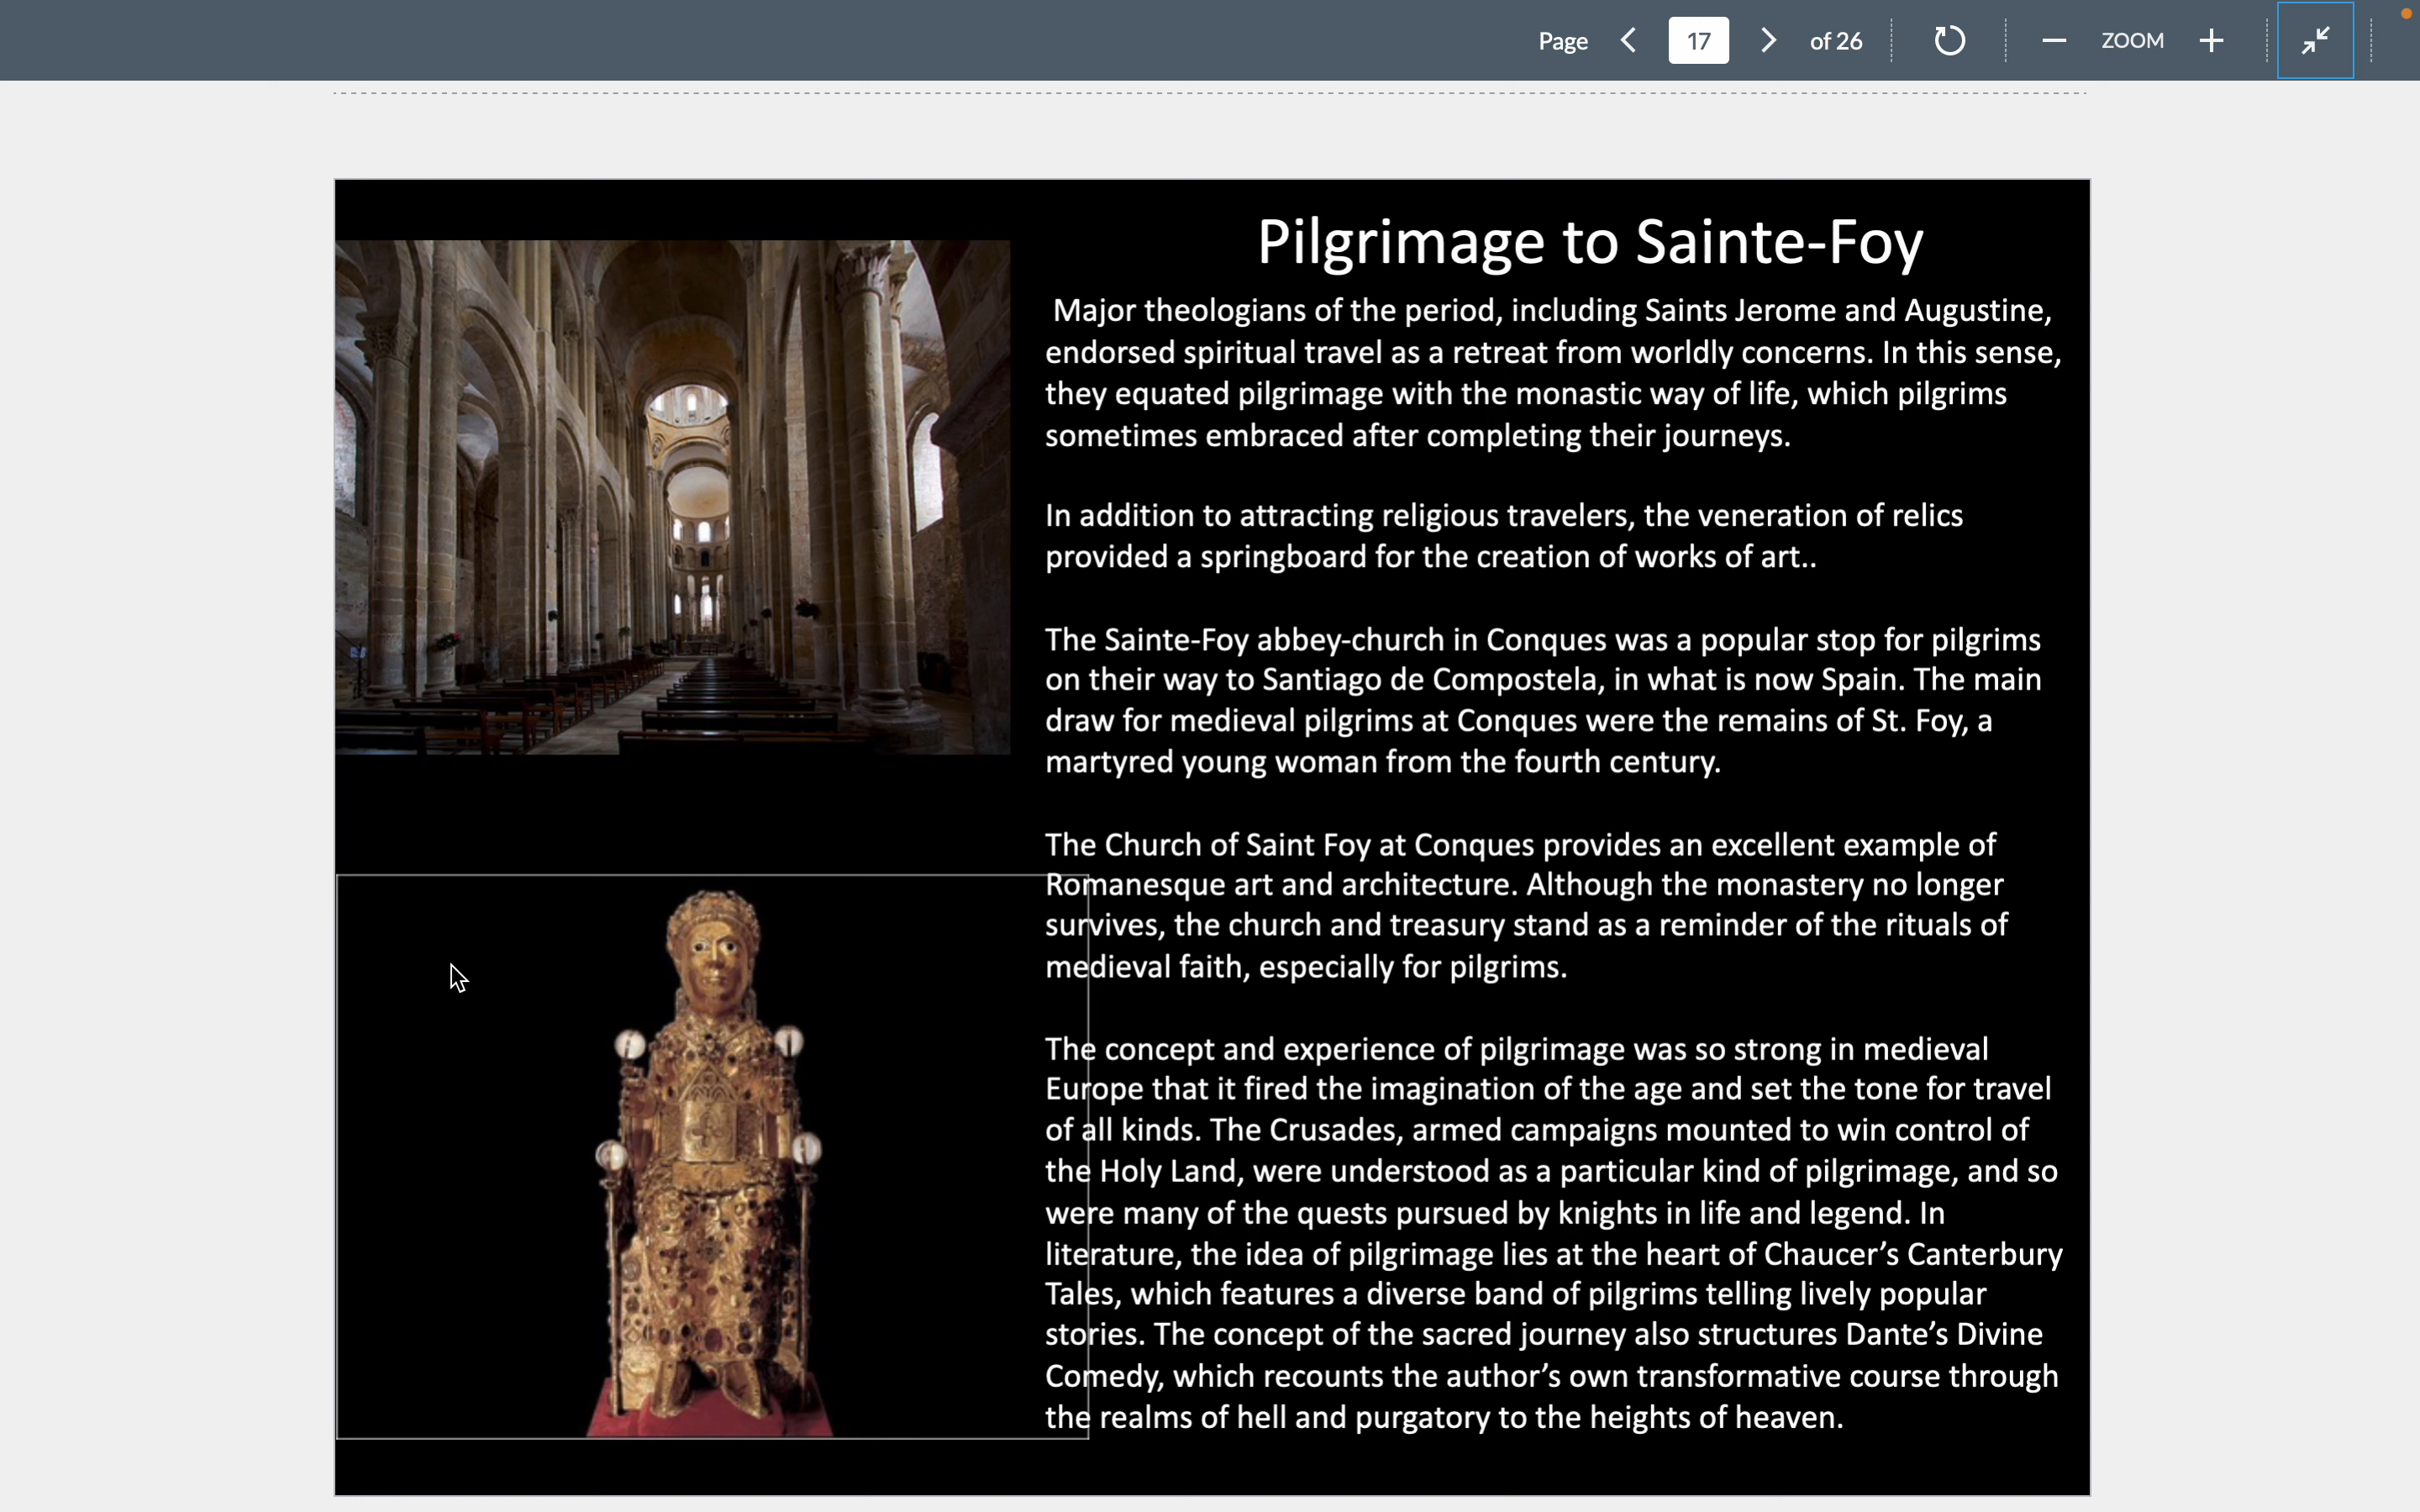 Page 17 of 26 ZOOM
Pilgrimage to Sainte-Foy
Major theologians of the period, including Saints Jerome and Augustine,
endorsed spiritual travel as a retreat from worldly concerns. In this sense,
they equated pilgrimage with the monastic way of life, which pilgrims
sometimes embraced after completing their journeys.
In addition to attracting religious travelers, the veneration of relics
provided a springboard for the creation of works of art..
The Sainte-Foy abbey-church in Conques was a popular stop for pilgrims
on their way to Santiago de Compostela, in what is now Spain. The main
draw for medieval pilgrims at Conques were the remains of St. Foy, a
martyred young woman from the fourth century.
The Church of Saint Foy at Conques provides an excellent example of
Romanesque art and architecture. Although the monastery no longer
survives, the church and treasury stand as a reminder of the rituals of
medieval faith, especially for pilgrims.
The concept and experience of pilgrimage was so strong in medieval
Europe that it fired the imagination of the age and set the tone for travel
of all kinds. The Crusades, armed campaigns mounted to win control of
the Holy Land, were understood as a particular kind of pilgrimage, and so
were many of the quests pursued by knights in life and legend. In
literature, the idea of pilgrimage lies at the heart of Chaucer’s Canterbury
Tales, which features a diverse band of pilgrims telling lively popular
stories. The concept of the sacred journey also structures Dante’s Divine
Comedy, which recounts the author’s own transformative course through
the realms of hell and purgatory to the heights of heaven.